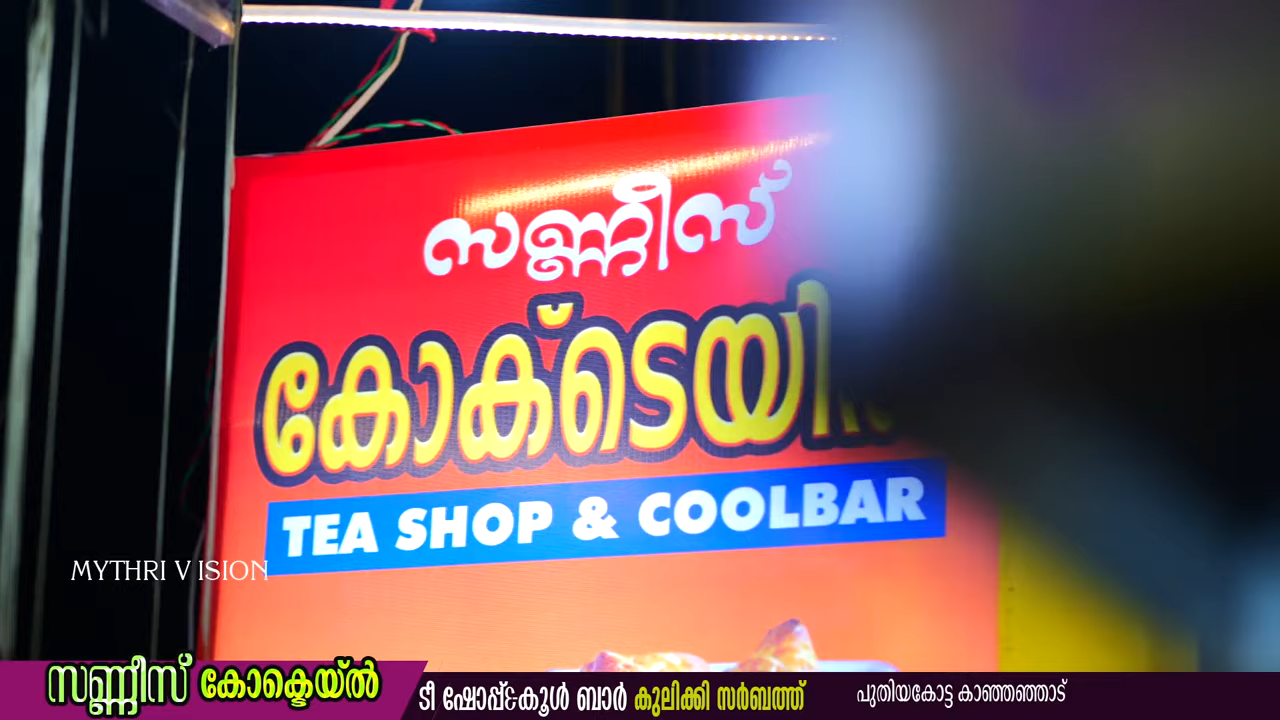 സണ്ണീസ്
കോക്ടെയി
TEA SHOP & COOLBAR
MYTHRI V ISION
സണ്ണീസ് കോക്ടെയ്ൽ
ടീ ഷോപ്പ്&കൂൾ ബാർ കുലിക്കി സർബത്ത്
പുതിയകോട്ട കാഞ്ഞങ്ങാട്